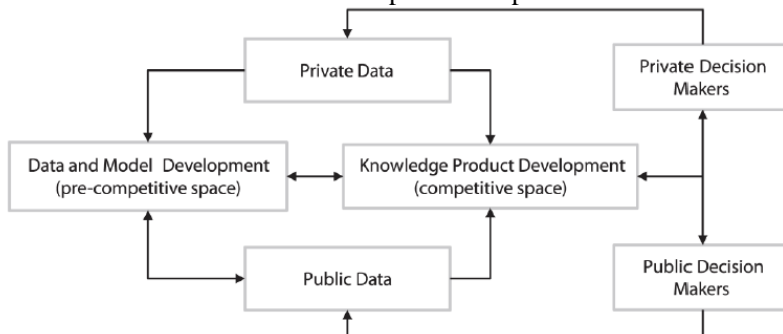 Private Data
Private Decision
Makers
Data and Model Development
(pre-competitive space)
Knowledge Product Development
(competitive space)
Public Data
Public Decision
Makers